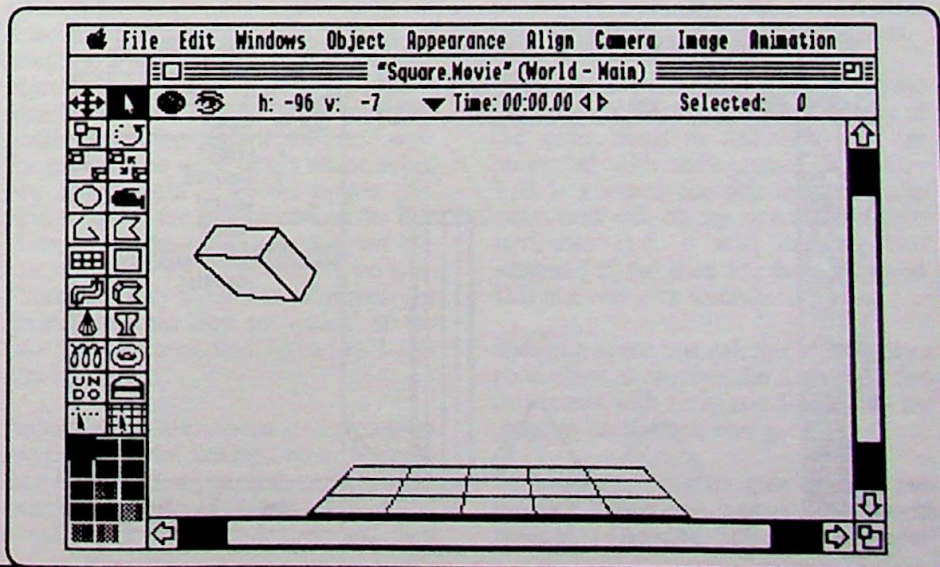 File Edit Windows Object Appearance Align Camera Image Animation
"Square.Movie" (World - Main)
h: -96 v: -7 Time: 00:00.00 Selected: 0
UN
DO